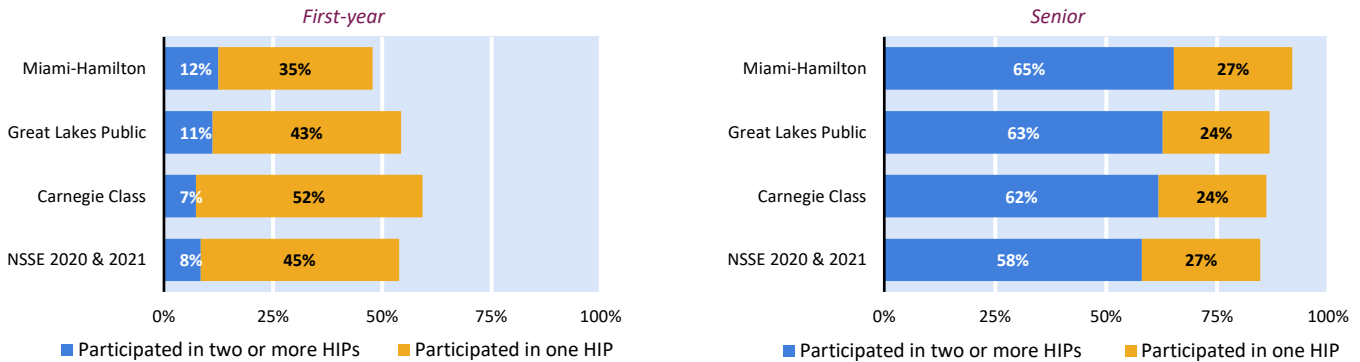 First-year
Miami-Hamilton 12% 35%
Great Lakes Public 11% 43%
Carnegie Class 7% 52%
NSSE 2020 & 2021 8% 45%
0% 25% 50% 75% 100%
Participated in two or more HIPs Participated in one HIP
Senior
Miami-Hamilton 65% 27%
Great Lakes Public 63% 24%
Carnegie Class 62% 24%
NSSE 2020 & 2021 58% 27%
0% 25% 50% 75% 100%
Participated in two or more HIPs Participated in one HIP